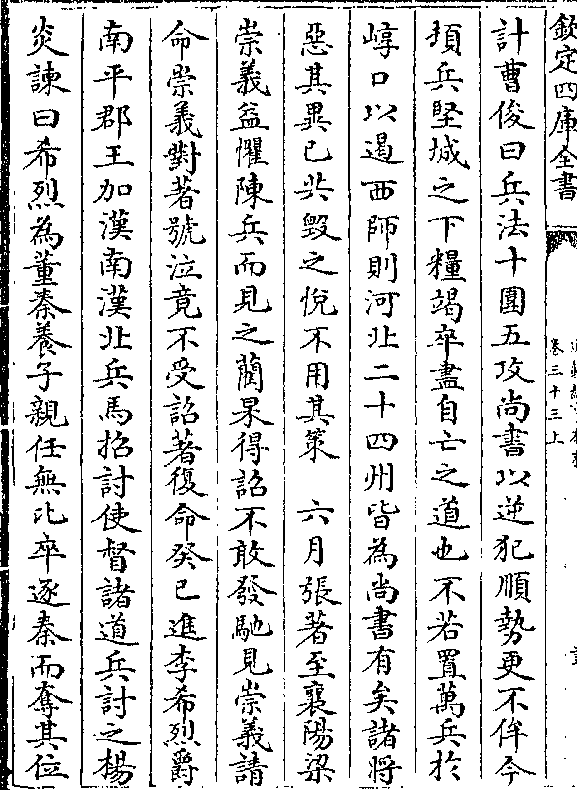 欽定四庫全書
卷三十三上
計曹俊曰兵法十圍五攻尚書以逆犯順勢更不侔今
頓兵堅城之下糧竭卒盡自亡之道也不若置萬兵於
崞口以遏西師則河北二十四州皆為尚書有矣諸將
惡其異已共毀之悅不用其策　六月張著至襄陽梁
崇義益懼陳兵而見之藺杲得詔不敢發馳見崇義請
命崇義對著號泣竟不受詔著復命癸巳進李希烈爵
南平郡王加漢南漢北兵馬招討使督諸道兵討之楊
炎諫曰希烈為董秦養子親任無比卒逐秦而奪其位